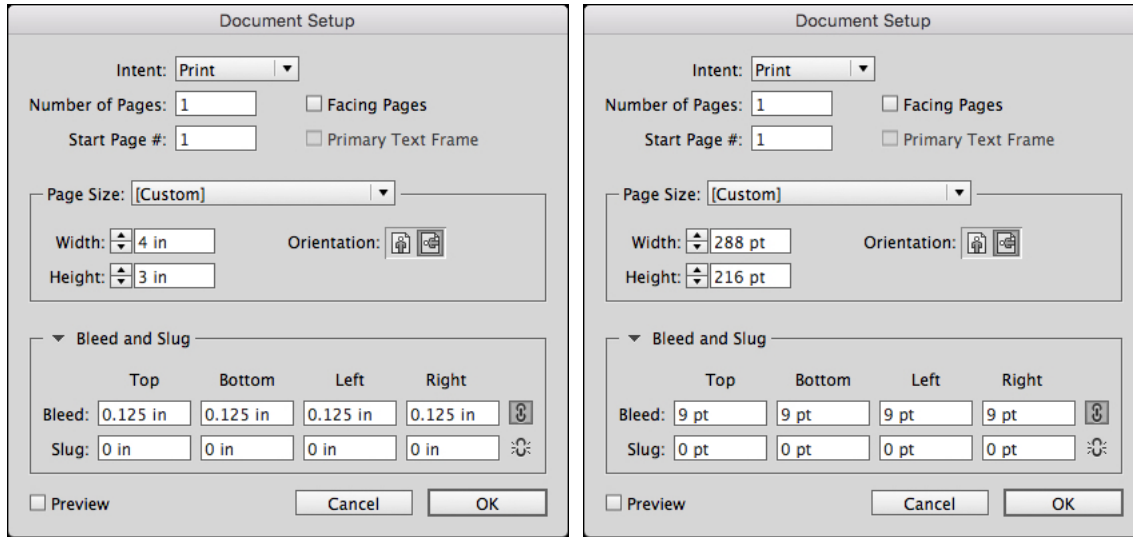 Document Setup
Intent: Print
Number of Pages: 1 Facing Pages
Start Page #: 1 Primary Text Frame
Page Size: [Custom]
Width: 4 in Orientation:
Height: 3 in
Bleed and Slug
Top Bottom Left Right
Bleed: 0.125 in 0.125 in 0.125 in 0.125 in
Slug: 0 in 0 in 0 in 0 in
Preview Cancel OK
Document Setup
Intent: Print
Number of Pages: 1 Facing Pages
Start Page #: 1 Primary Text Frame
Page Size: [Custom]
Width: 288 pt Orientation:
Height: 216 pt
Bleed and Slug
Top Bottom Left Right
Bleed: 9 pt 9 pt 9 pt 9 pt
Slug: 0 pt 0 pt 0 pt 0 pt
Preview Cancel OK